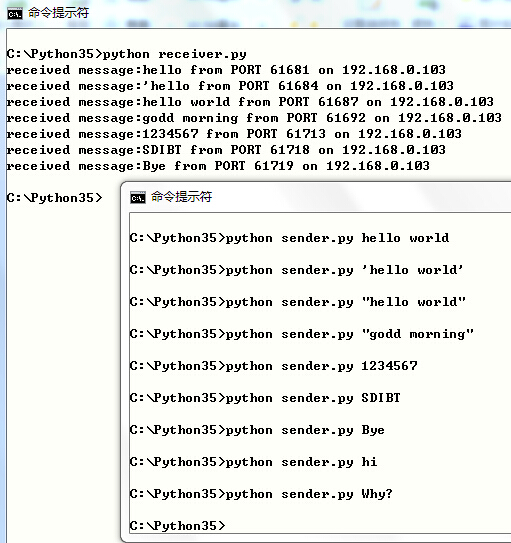 命令提示符
C:\Python35>python receiver.py
received message:hello from PORT 61681 on 192.168.0.103
received message:'hello from PORT 61684 on 192.168.0.103
received message:hello world from PORT 61687 on 192.168.0.103
received message:godd morning from PORT 61692 on 192.168.0.103
received message:1234567 from PORT 61713 on 192.168.0.103
received message:SDIBT from PORT 61718 on 192.168.0.103
received message:Bye from PORT 61719 on 192.168.0.103
C:\Python35>
命令提示符
C:\Python35>python sender.py hello world
C:\Python35>python sender.py 'hello world'
C:\Python35>python sender.py "hello world"
C:\Python35>python sender.py "godd morning"
C:\Python35>python sender.py 1234567
C:\Python35>python sender.py SDIBT
C:\Python35>python sender.py Bye
C:\Python35>python sender.py hi
C:\Python35>python sender.py Why?
C:\Python35>